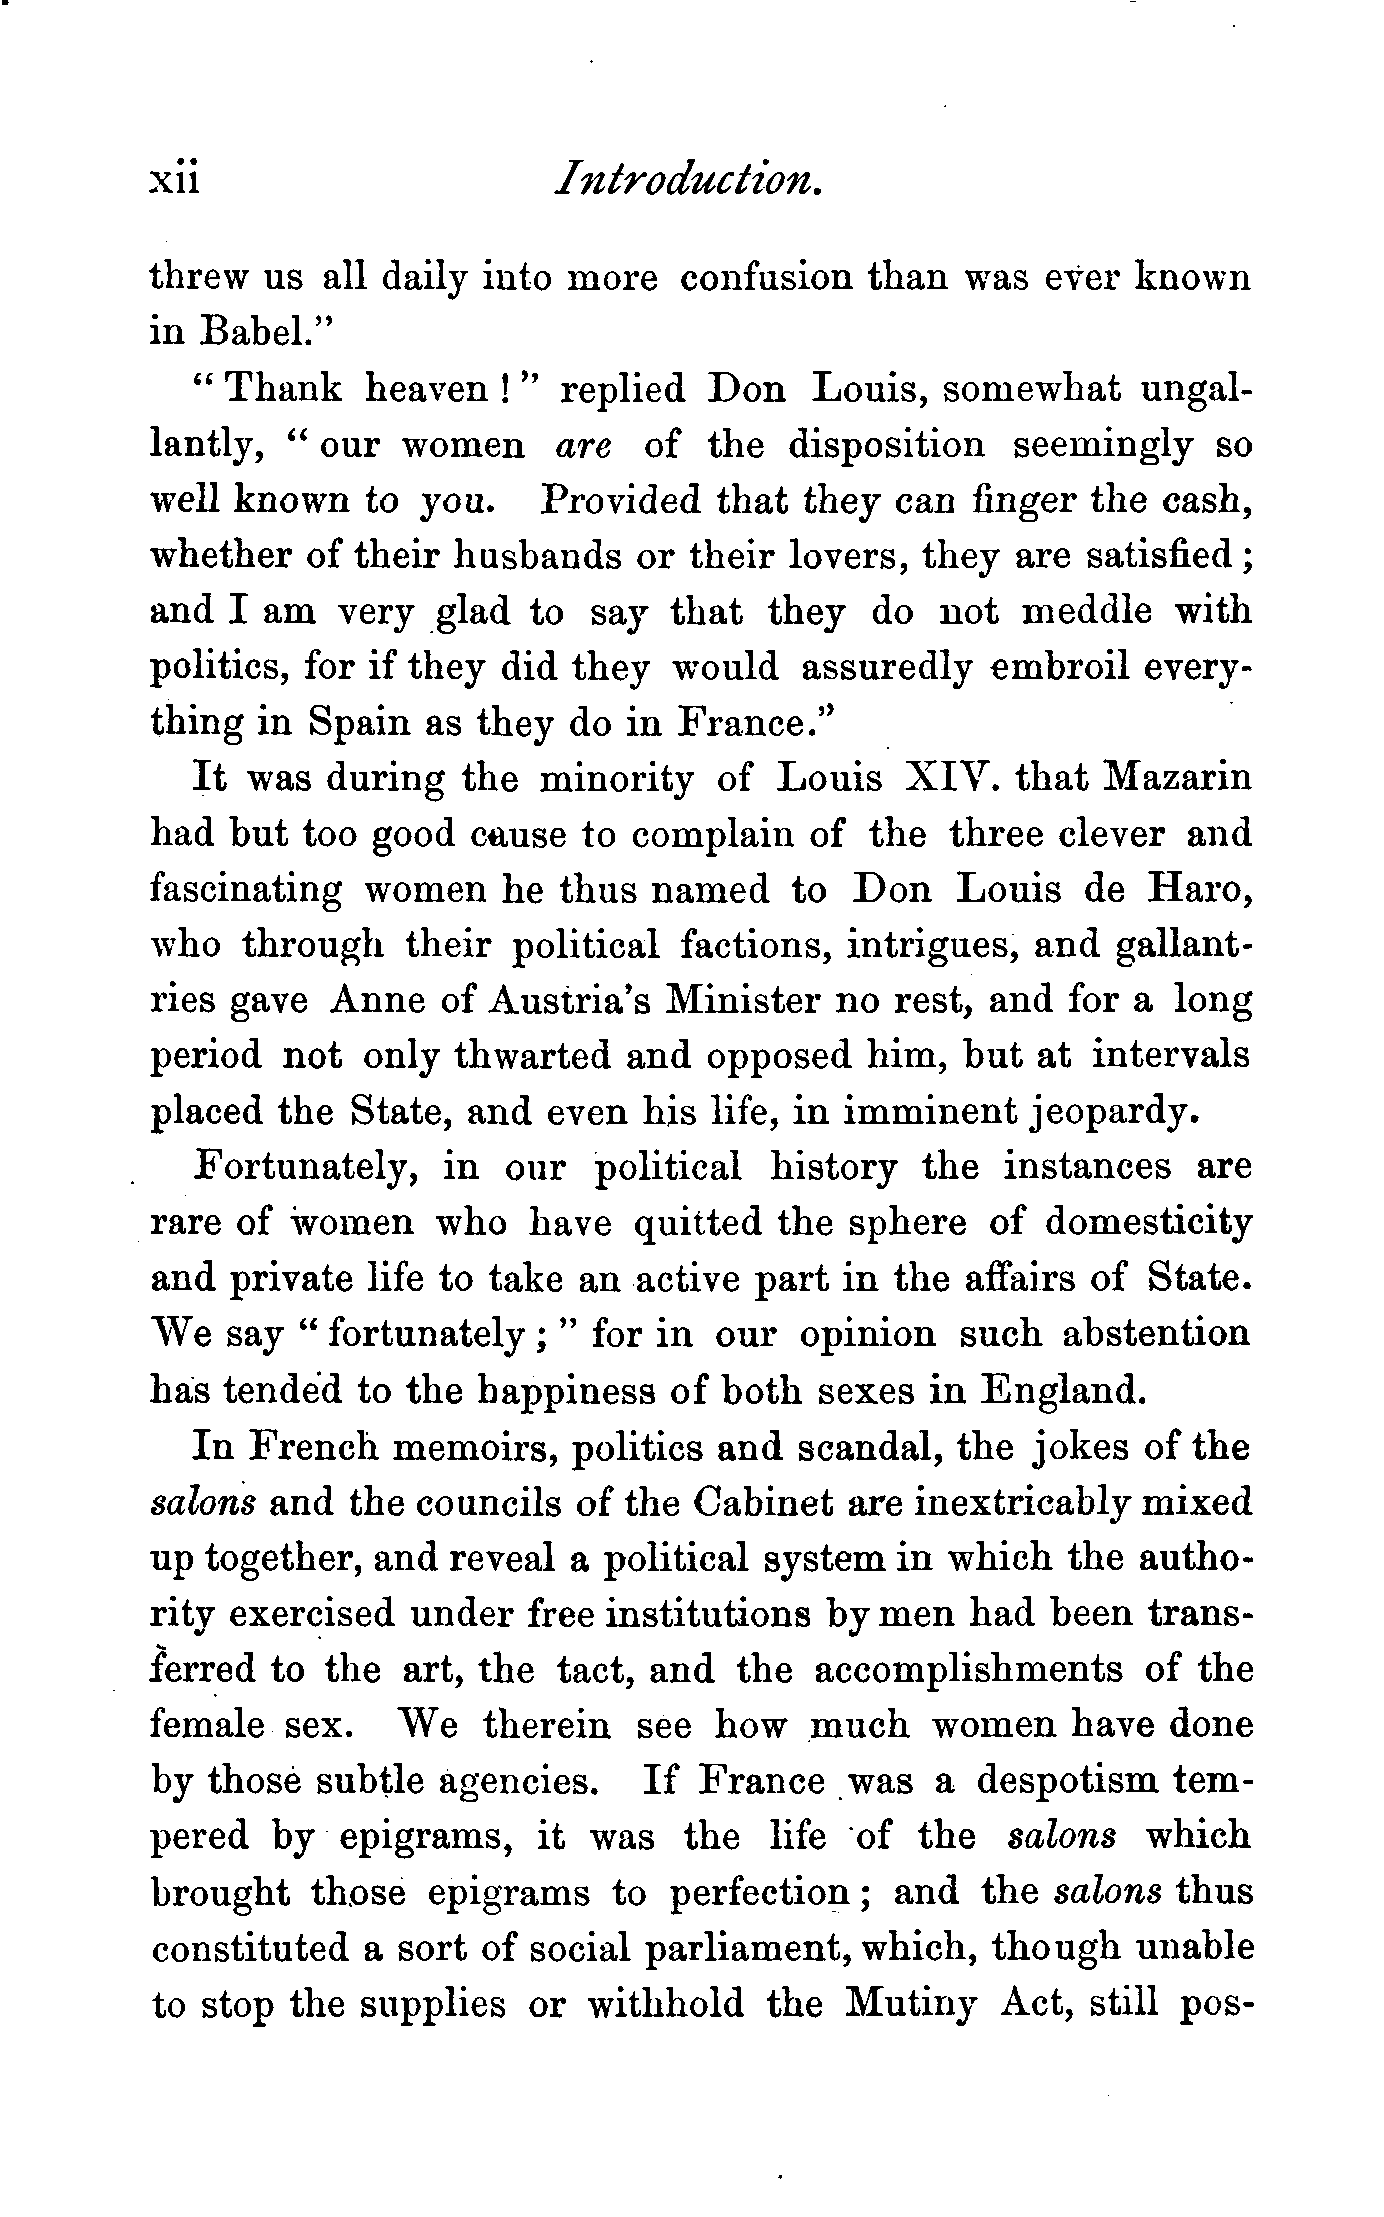 xii Introduction.
threw us all daily into more confusion than was ever known
in Babel."
" Thank heaven ! " replied Don Louis, somewhat ungal-
lantly, " our women are of the disposition seemingly so
well known to you. Provided that they can finger the cash,
whether of their husbands or their lovers, they are satisfied ;
and I am very glad to say that they do not meddle with
politics, for if they did they would assuredly embroil every-
thing in Spain as they do in France."
It was during the minority of Louis XIV. that Mazarin
had but too good cause to complain of the three clever and
fascinating women he thus named to Don Louis de Haro,
who through their political factions, intrigues, and gallant-
ries gave Anne of Austria's Minister no rest, and for a long
period not only thwarted and opposed him, but at intervals
placed the State, and even his life, in imminent jeopardy.
Fortunately, in our political history the instances are
rare of women who have quitted the sphere of domesticity
and private life to take an active part in the affairs of State.
We say " fortunately ; " for in our opinion such abstention
has tended to the happiness of both sexes in England.
In French memoirs, politics and scandal, the jokes of the
salons and the councils of the Cabinet are inextricably mixed
up together, and reveal a political system in which the autho-
rity exercised under free institutions by men had been trans-
ferred to the art, the tact, and the accomplishments of the
female sex. We therein see how much women have done
by those subtle agencies. If France was a despotism tem-
pered by epigrams, it was the life of the salons which
brought those epigrams to perfection ; and the salons thus
constituted a sort of social parliament, which, though unable
to stop the supplies or withhold the Mutiny Act, still pos-